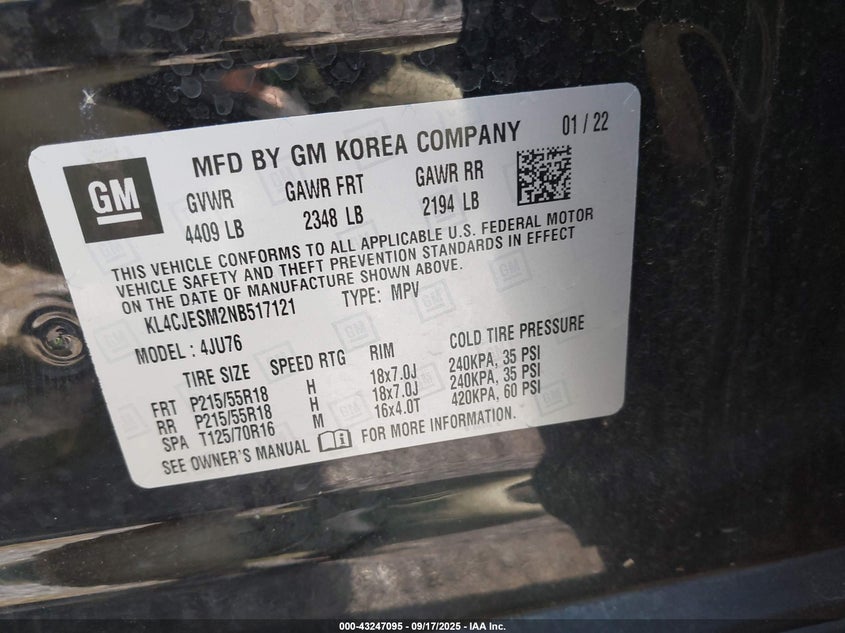 GM
MFD BY GM KOREA COMPANY 01 / 22
GVWR GAWR FRT GAWR RR
4409 LB 2348 LB 2194 LB
THIS VEHICLE CONFORMS TO ALL APPLICABLE U.S. FEDERAL MOTOR
VEHICLE SAFETY AND THEFT PREVENTION STANDARDS IN EFFECT
ON THE DATE OF MANUFACTURE SHOWN ABOVE.
KL4CJESM2NB517121 TYPE: MPV
MODEL : 4JU76
TIRE SIZE SPEED RTG RIM COLD TIRE PRESSURE
FRT P215/55R18 H 18x7.0J 240KPA, 35 PSI
RR P215/55R18 H 18x7.0J 240KPA, 35 PSI
SPA T125/70R16 M 16x4.0T 420KPA, 60 PSI
SEE OWNER'S MANUAL FOR MORE INFORMATION.
000-43247095 - 09/17/2025 - IAA Inc.